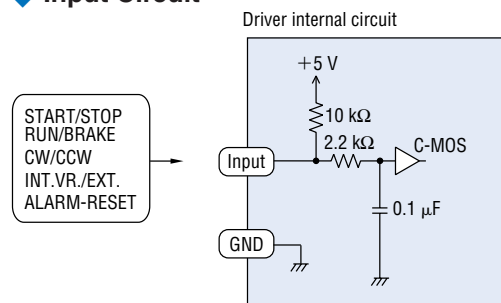 Input Circuit
Driver internal circuit
+5 V
10 kΩ
2.2 kΩ
C-MOS
START/STOP
RUN/BRAKE
CW/CCW
INT.VR./EXT.
ALARM-RESET
Input
0.1 μF
GND